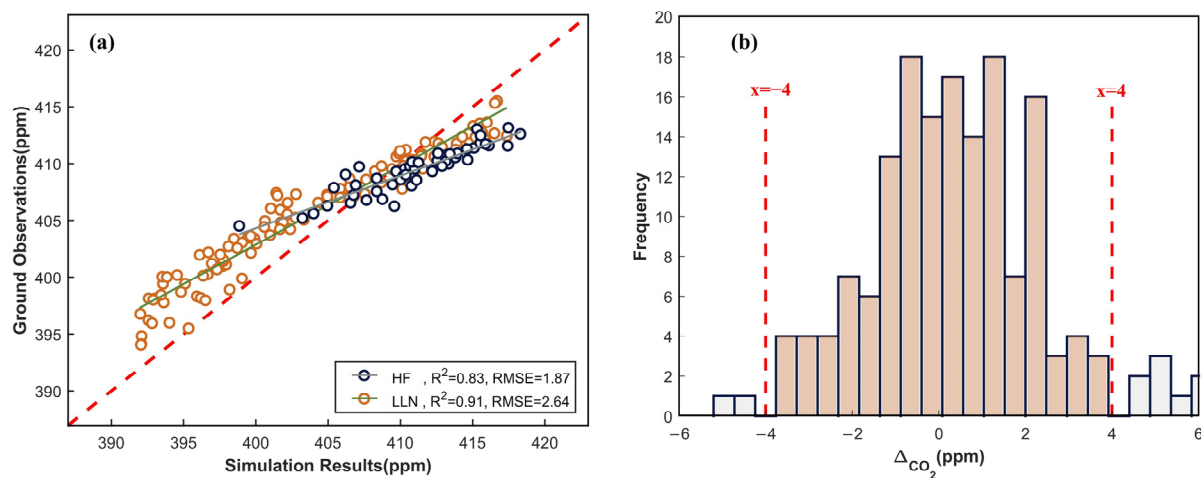 (a)
Ground Observations(ppm)
420
415
410
405
400
395
390
390 395 400 405 410 415 420
Simulation Results(ppm)
HF , R²=0.83, RMSE=1.87
LLN , R²=0.91, RMSE=2.64
(b)
Frequency
20
18
16
14
12
10
8
6
4
2
0
x=-4
x=4
−6 −4 −2 0 2 4 6
Δ_CO₂(ppm)